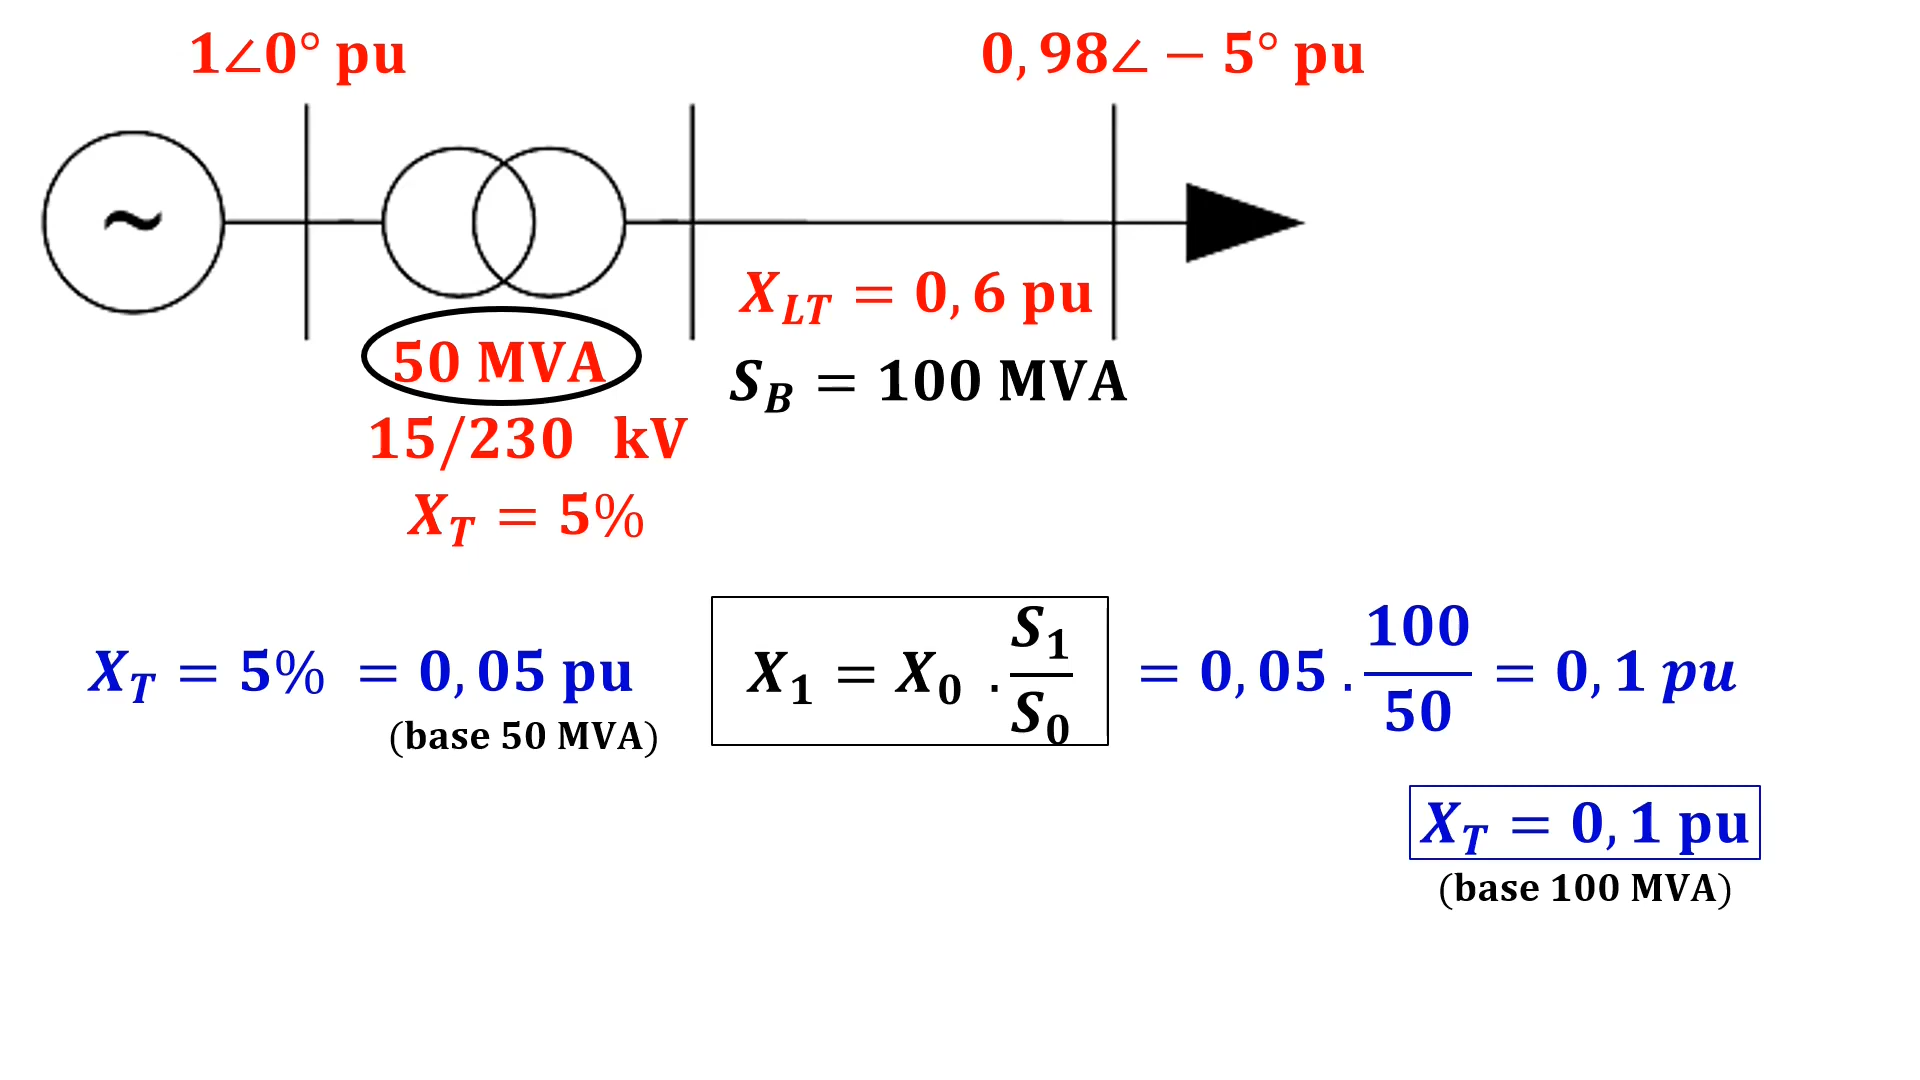 1∠0° pu
0,98∠ − 5° pu
~
X_LT = 0,6 pu
50 MVA
S_B = 100 MVA
15/230 kV
X_T = 5%
X_T = 5% = 0,05 pu
(base 50 MVA)
X_1 = X_0 . S_1/S_0 = 0,05 . 100/50 = 0,1 pu
X_T = 0,1 pu
(base 100 MVA)